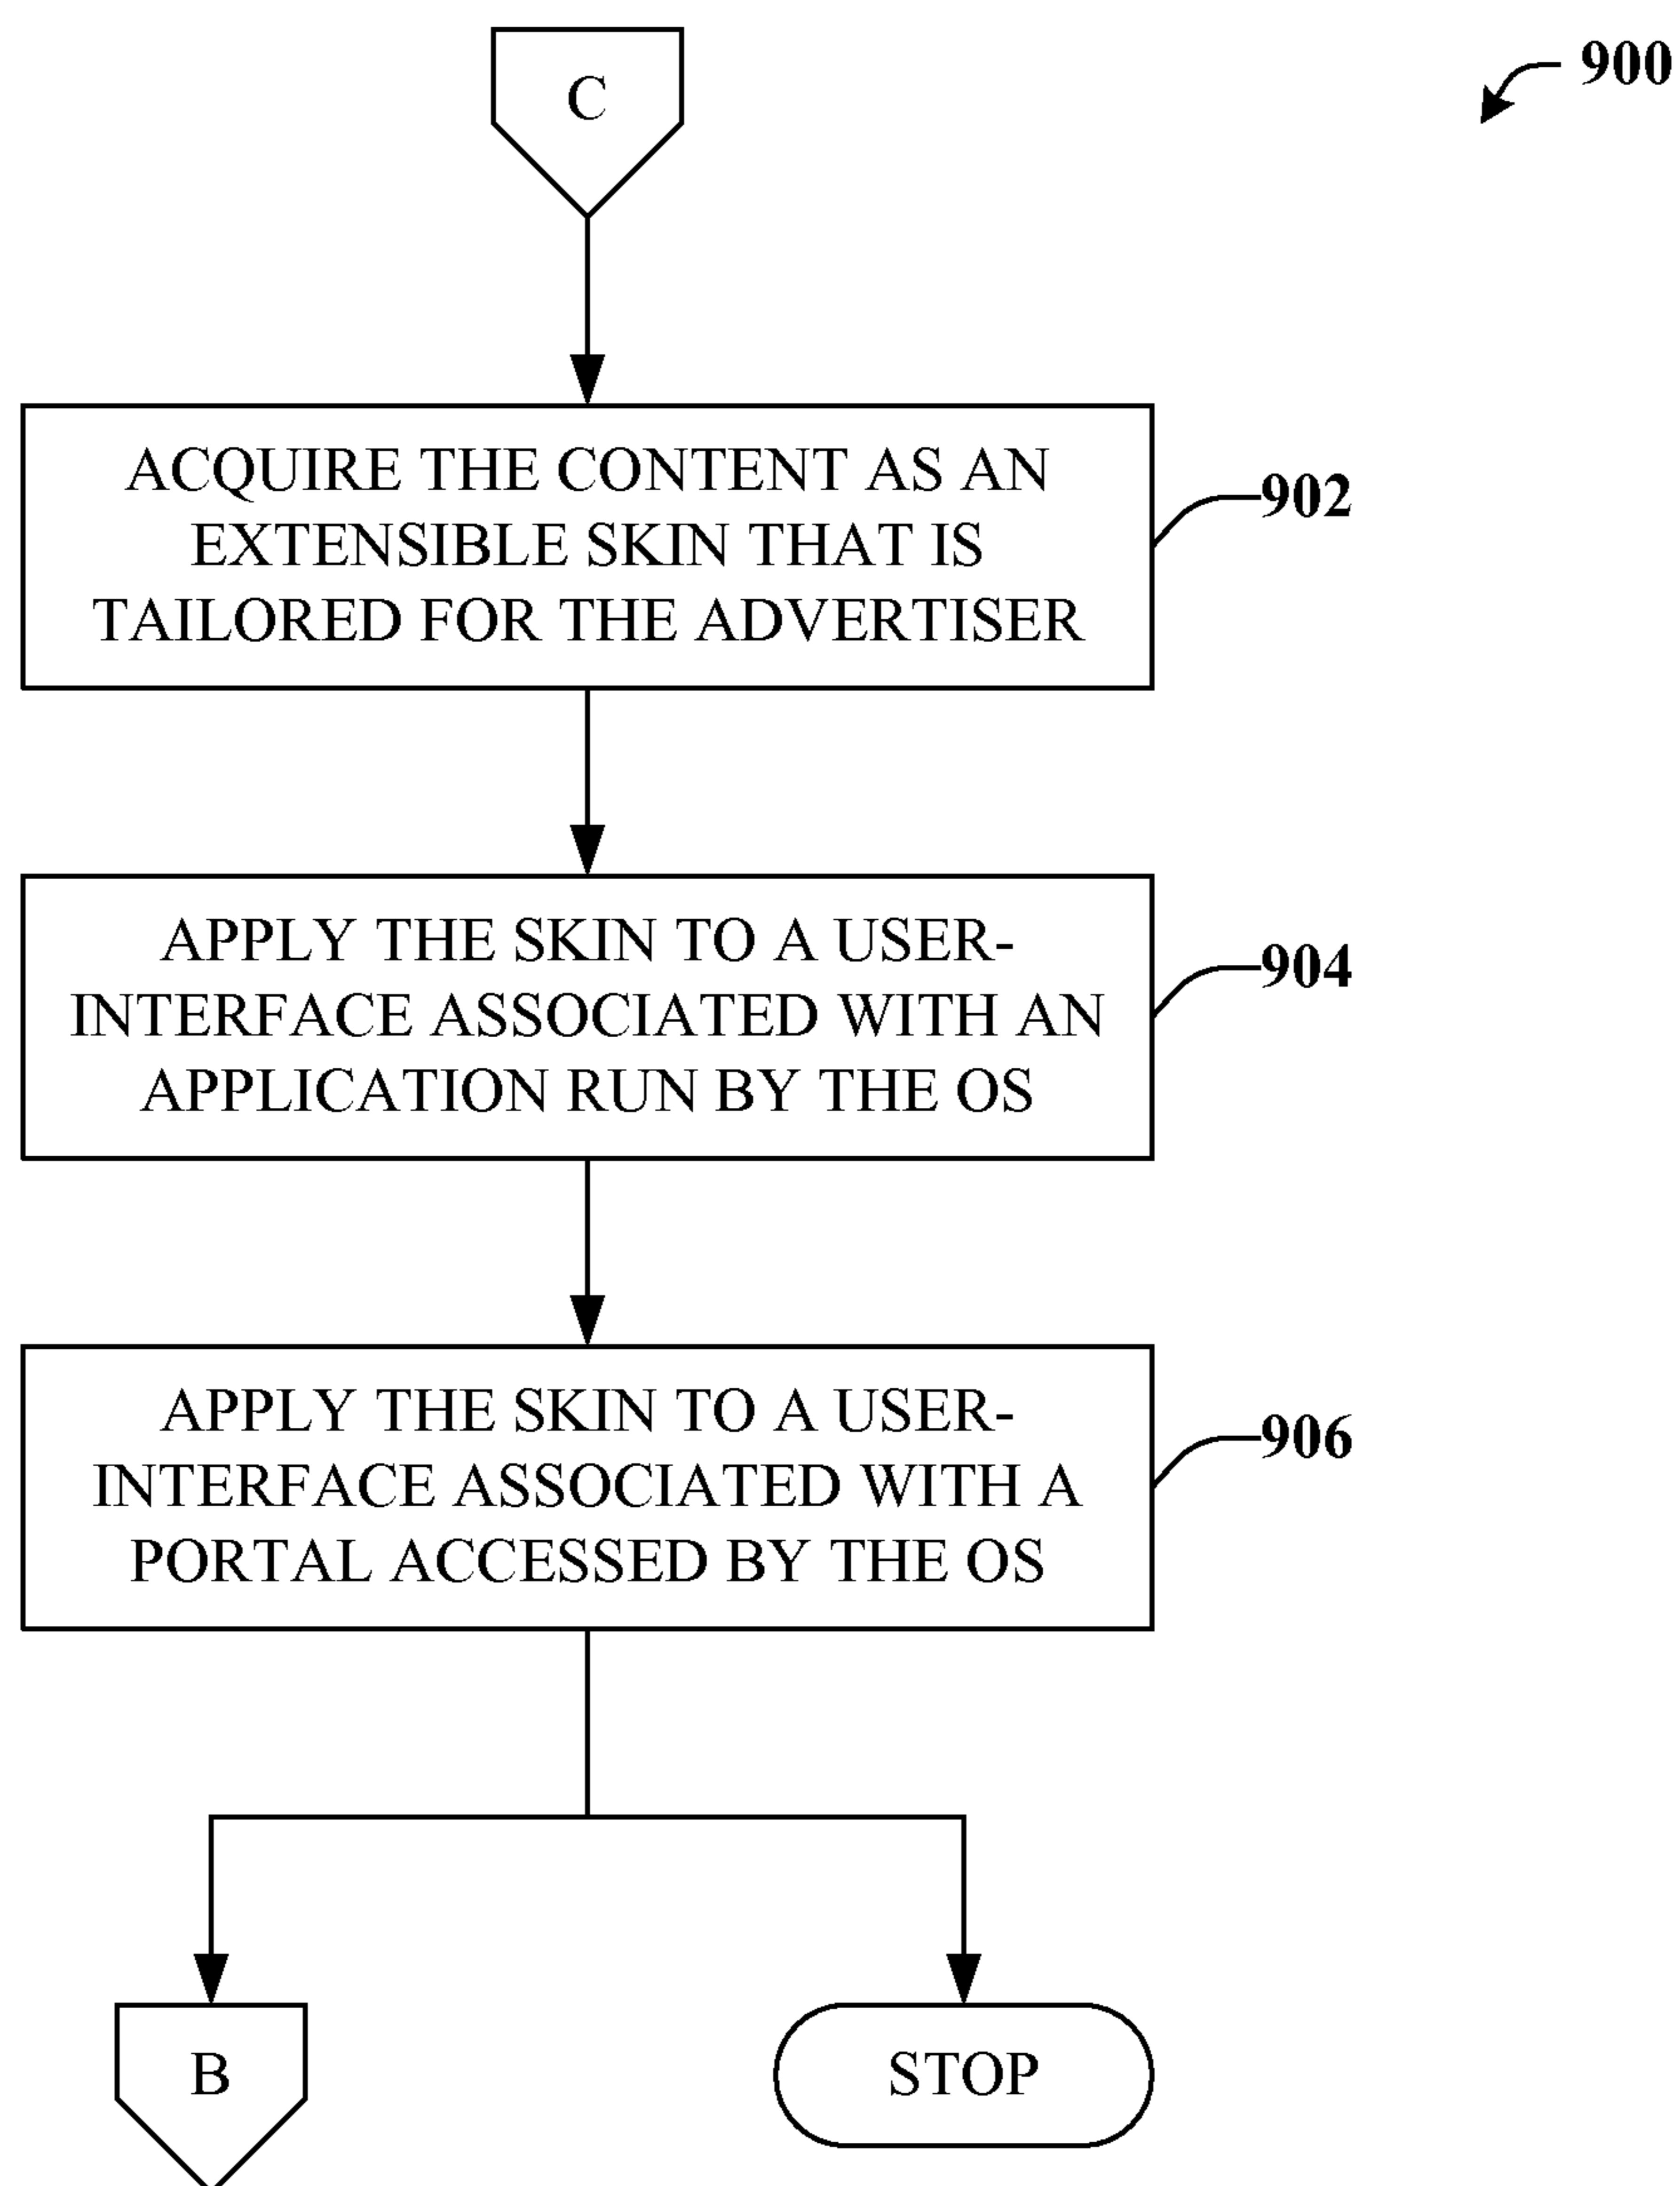 C
900
ACQUIRE THE CONTENT AS AN
EXTENSIBLE SKIN THAT IS
TAILORED FOR THE ADVERTISER
902
APPLY THE SKIN TO A USER-
INTERFACE ASSOCIATED WITH AN
APPLICATION RUN BY THE OS
904
APPLY THE SKIN TO A USER-
INTERFACE ASSOCIATED WITH A
PORTAL ACCESSED BY THE OS
906
B
STOP